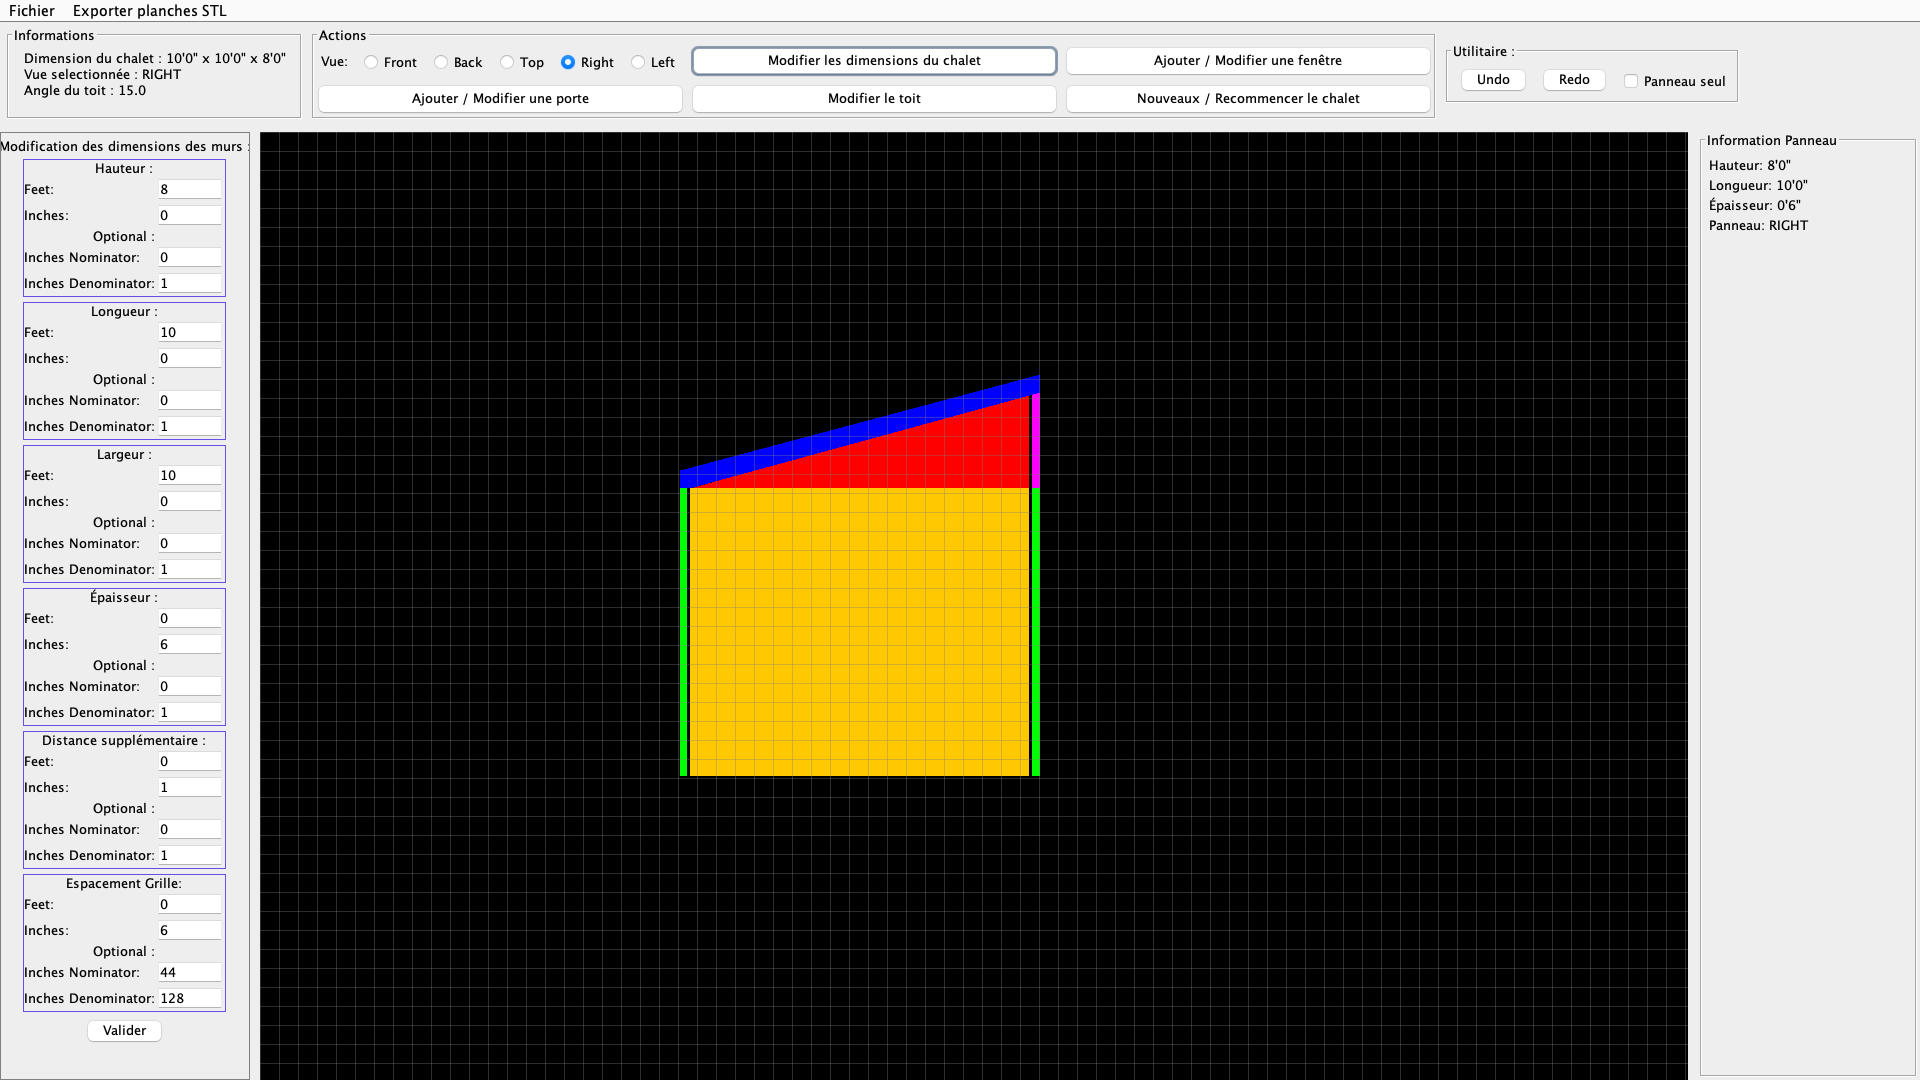 Fichier Exporter planches STL
Informations
Dimension du chalet : 10'0" x 10'0" x 8'0"
Vue selectionnée : RIGHT
Angle du toit : 15.0
Actions
Vue: Front Back Top Right Left
Modifier les dimensions du chalet
Ajouter / Modifier une fenêtre
Ajouter / Modifier une porte
Modifier le toit
Nouveaux / Recommencer le chalet
Utilitaire :
Undo Redo Panneau seul
Modification des dimensions des murs :
Hauteur :
Feet: 8
Inches: 0
Optional :
Inches Nominator: 0
Inches Denominator: 1
Longueur :
Feet: 10
Inches: 0
Optional :
Inches Nominator: 0
Inches Denominator: 1
Largeur :
Feet: 10
Inches: 0
Optional :
Inches Nominator: 0
Inches Denominator: 1
Épaisseur :
Feet: 0
Inches: 6
Optional :
Inches Nominator: 0
Inches Denominator: 1
Distance supplémentaire :
Feet: 0
Inches: 1
Optional :
Inches Nominator: 0
Inches Denominator: 1
Espacement Grille:
Feet: 0
Inches: 6
Optional :
Inches Nominator: 44
Inches Denominator: 128
Valider
Information Panneau
Hauteur: 8'0"
Longueur: 10'0"
Épaisseur: 0'6"
Panneau: RIGHT